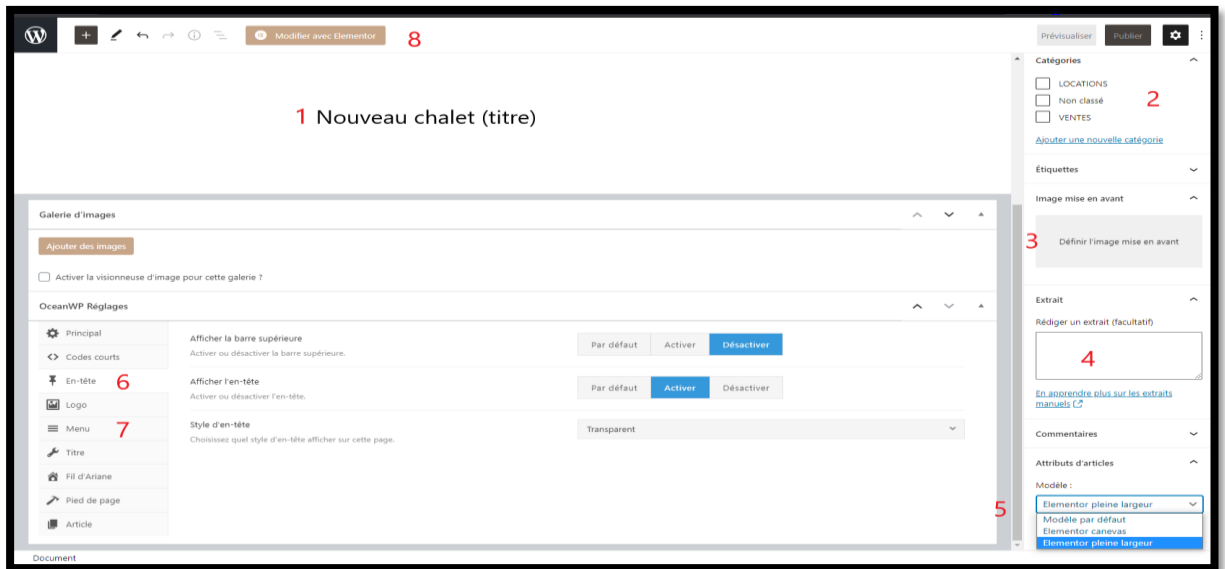 Modifier avec Elementor
8
Prévisualiser
Publier
1 Nouveau chalet (titre)
Galerie d'images
Ajouter des images
Activer la visionneuse d'image pour cette galerie ?
OceanWP Réglages
Principal
Codes courts
En-tête 6
Logo
Menu 7
Titre
Fil d'Ariane
Pied de page
Article
Afficher la barre supérieure
Activer ou désactiver la barre supérieure.
Par défaut Activer Désactiver
Afficher l'en-tête
Activer ou désactiver l'en-tête.
Par défaut Activer Désactiver
Style d'en-tête
Choisissez quel style d'en-tête afficher sur cette page.
Transparent
Catégories
LOCATIONS
Non classé
VENTES
2
Ajouter une nouvelle catégorie
Étiquettes
Image mise en avant
3 Définir l'image mise en avant
Extrait
Rédiger un extrait (facultatif)
4
En apprendre plus sur les extraits
manuels
Commentaires
Attributs d'articles
Modèle :
5 Elementor pleine largeur
Modèle par défaut
Elementor canevas
Elementor pleine largeur
Document